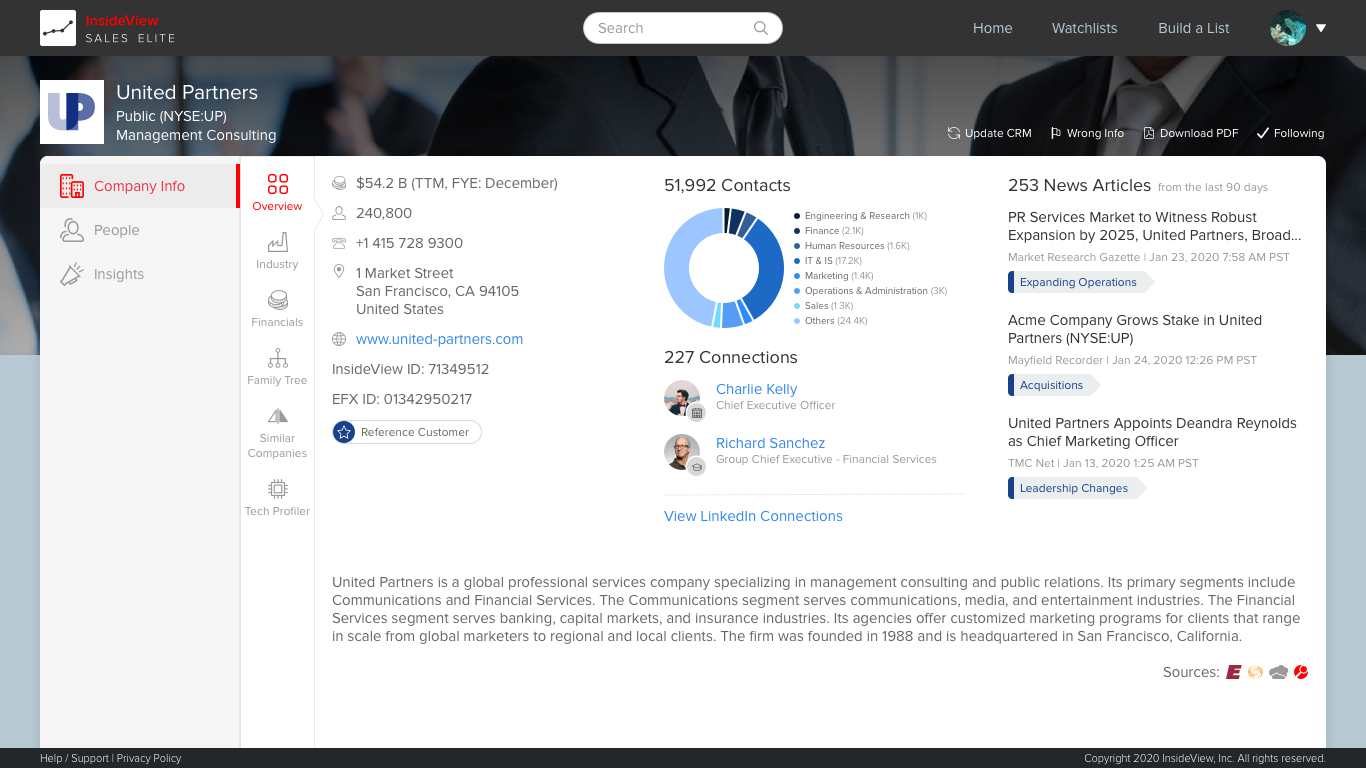 InsideView
SALES ELITE
Search
Home
Watchlists
Build a List
UP
United Partners
Public (NYSE:UP)
Management Consulting
Update CRM
Wrong Info
Download PDF
Following
Company Info
People
Insights
Overview
Industry
Financials
Family Tree
Similar
Companies
Tech Profiler
$54.2 B (TTM, FYE: December)
240,800
+1 415 728 9300
1 Market Street
San Francisco, CA 94105
United States
www.united-partners.com
InsideView ID: 71349512
EFX ID: 01342950217
Reference Customer
51,992 Contacts
Engineering & Research (1K)
Finance (2.1K)
Human Resources (1.6K)
IT & IS (17.2K)
Marketing (1.4K)
Operations & Administration (3K)
Sales (1.3K)
Others (24.4K)
227 Connections
Charlie Kelly
Chief Executive Officer
Richard Sanchez
Group Chief Executive - Financial Services
View LinkedIn Connections
253 News Articles from the last 90 days
PR Services Market to Witness Robust
Expansion by 2025, United Partners, Broad...
Market Research Gazette | Jan 23, 2020 7:58 AM PST
Expanding Operations
Acme Company Grows Stake in United
Partners (NYSE:UP)
Mayfield Recorder | Jan 24, 2020 12:26 PM PST
Acquisitions
United Partners Appoints Deandra Reynolds
as Chief Marketing Officer
TMC Net | Jan 13, 2020 1:25 AM PST
Leadership Changes
United Partners is a global professional services company specializing in management consulting and public relations. Its primary segments include
Communications and Financial Services. The Communications segment serves communications, media, and entertainment industries. The Financial
Services segment serves banking, capital markets, and insurance industries. Its agencies offer customized marketing programs for clients that range
in scale from global marketers to regional and local clients. The firm was founded in 1988 and is headquartered in San Francisco, California.
Sources: E
Help / Support | Privacy Policy
Copyright 2020 InsideView, Inc. All rights reserved.